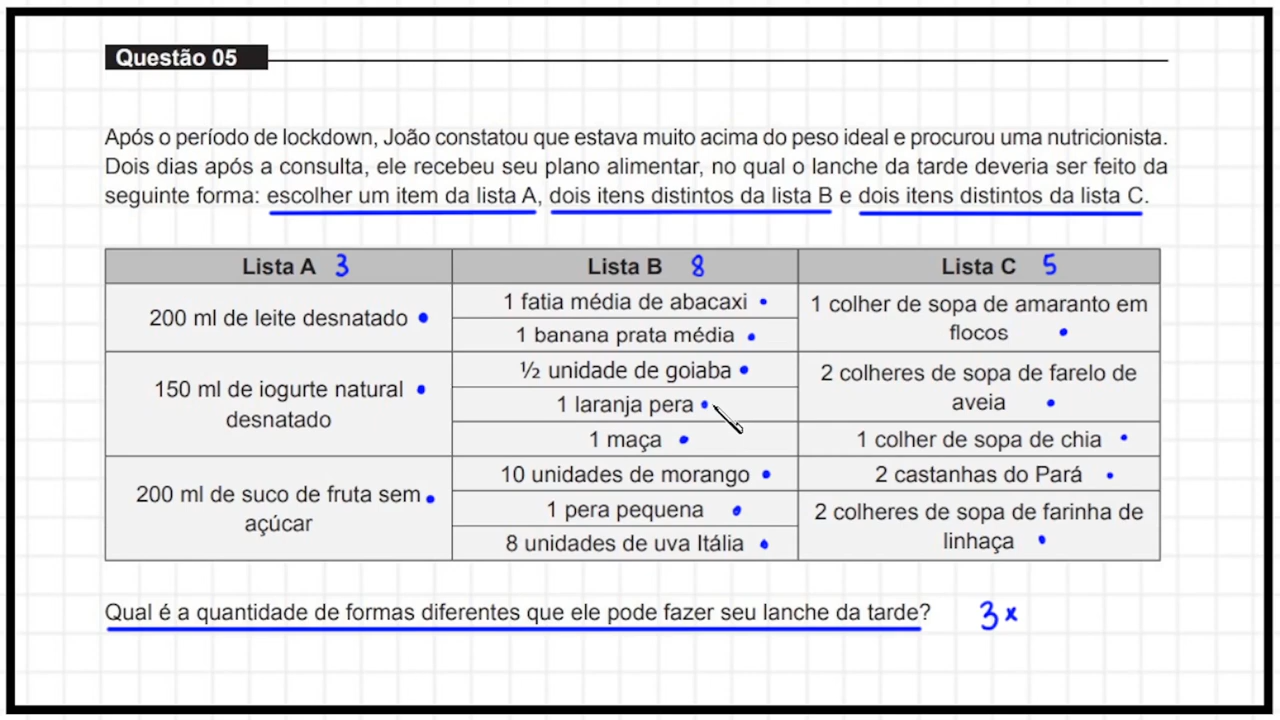 Questão 05
Após o período de lockdown, João constatou que estava muito acima do peso ideal e procurou uma nutricionista.
Dois dias após a consulta, ele recebeu seu plano alimentar, no qual o lanche da tarde deveria ser feito da
seguinte forma: escolher um item da lista A, dois itens distintos da lista B e dois itens distintos da lista C.
Lista A 3
Lista B 8
Lista C 5
200 ml de leite desnatado
150 ml de iogurte natural
desnatado
200 ml de suco de fruta sem
açúcar
1 fatia média de abacaxi
1 banana prata média
½ unidade de goiaba
1 laranja pera
1 maça
10 unidades de morango
1 pera pequena
8 unidades de uva Itália
1 colher de sopa de amaranto em
flocos
2 colheres de sopa de farelo de
aveia
1 colher de sopa de chia
2 castanhas do Pará
2 colheres de sopa de farinha de
linhaça
Qual é a quantidade de formas diferentes que ele pode fazer seu lanche da tarde? 3 ×